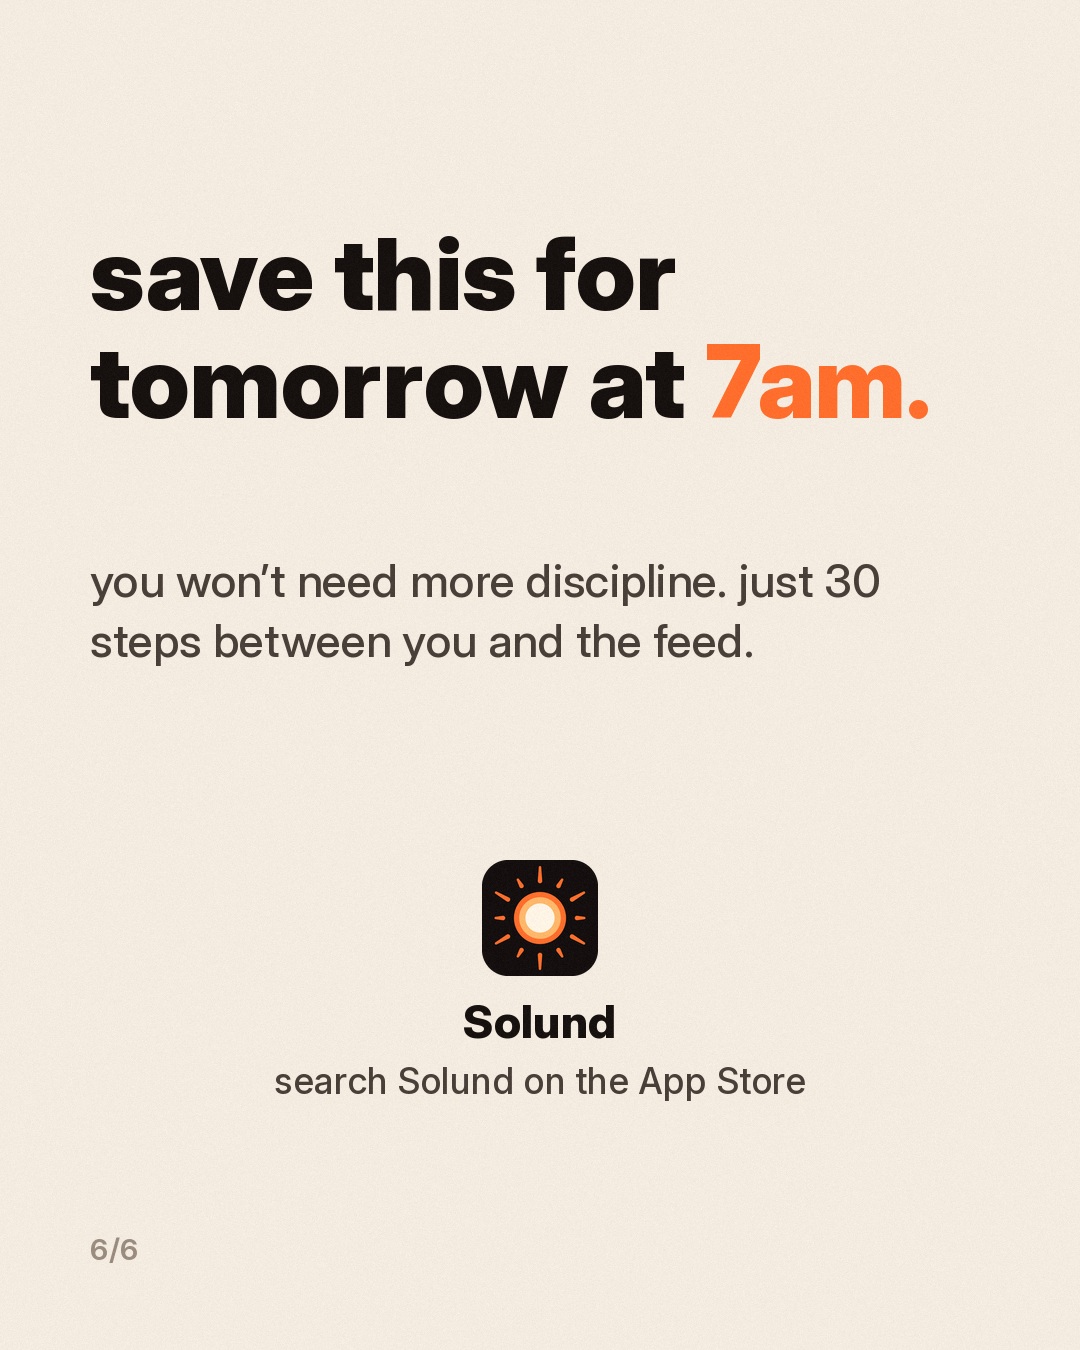 save this for
tomorrow at 7am.
you won’t need more discipline. just 30
steps between you and the feed.
Solund
search Solund on the App Store
6/6